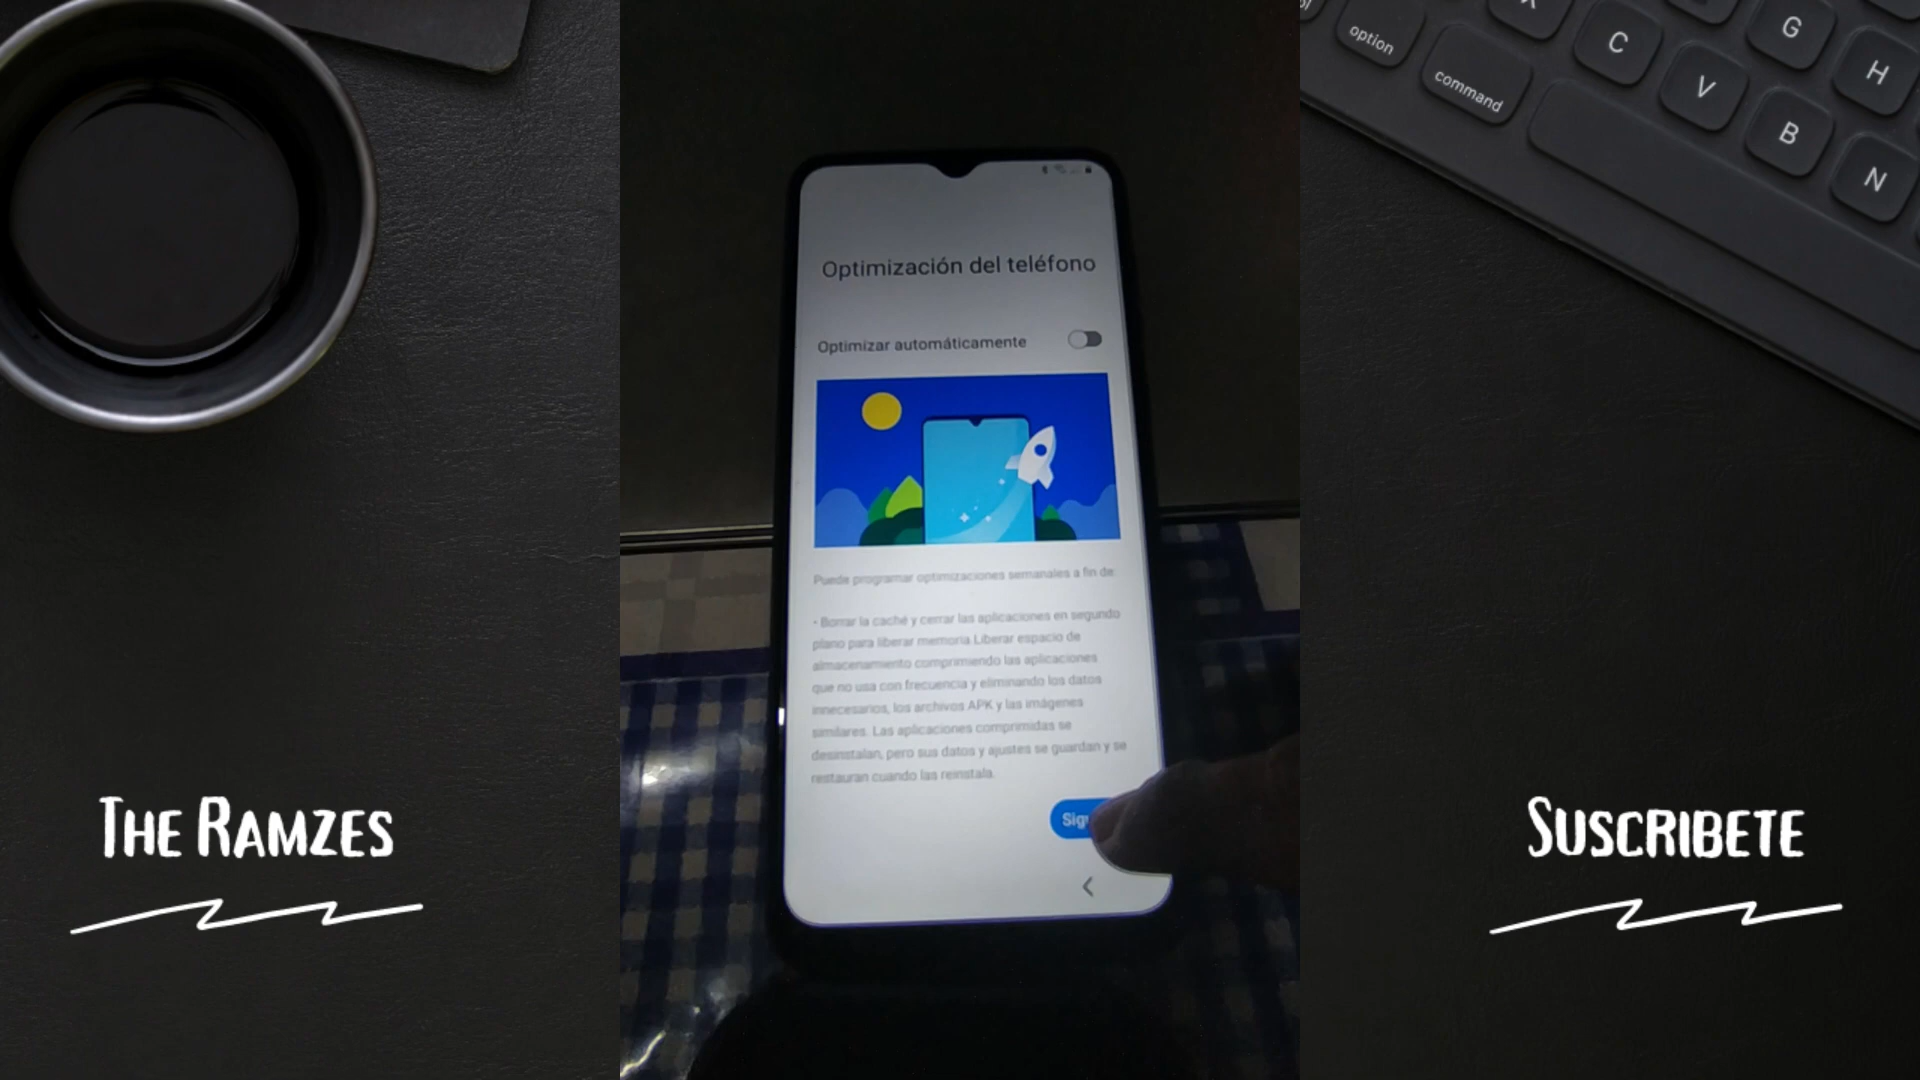 option
command
C
V
B
G
H
N
Optimización del teléfono
Optimizar automáticamente
Puede programar optimizaciones semanales a fin de:
• Borrar la caché y cerrar las aplicaciones en segundo
plano para liberar memoria.Liberar espacio de
almacenamiento comprimiendo las aplicaciones
que no usa con frecuencia y eliminando los datos
innecesarios, los archivos APK y las imágenes
similares. Las aplicaciones comprimidas se
desinstalan, pero sus datos y ajustes se guardan y se
restauran cuando las reinstala.
The Ramzes
Suscribete